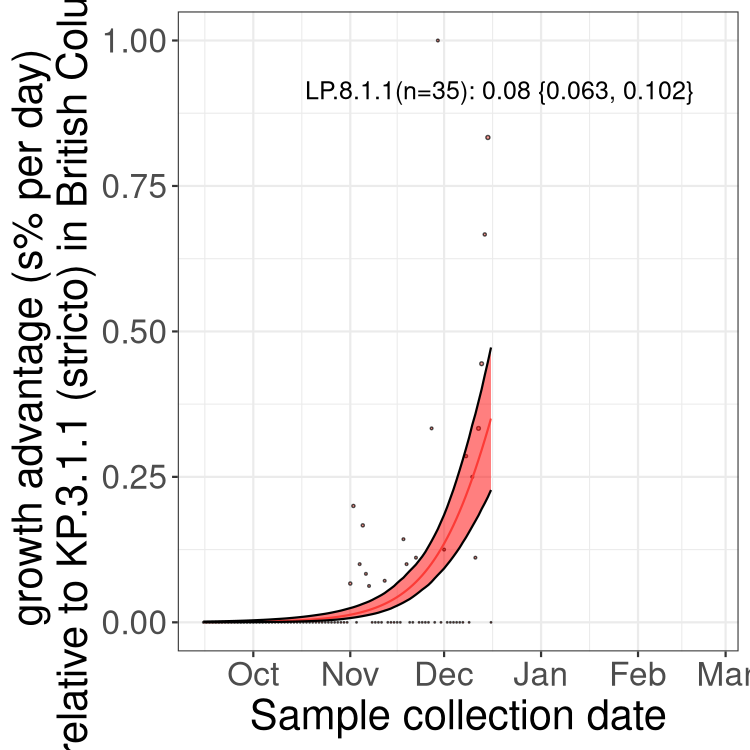 growth advantage (s% per day)
relative to KP.3.1.1 (stricto) in British Colu
1.00
0.75
0.50
0.25
0.00
LP.8.1.1(n=35): 0.08 {0.063, 0.102}
Oct Nov Dec Jan Feb Mar
Sample collection date